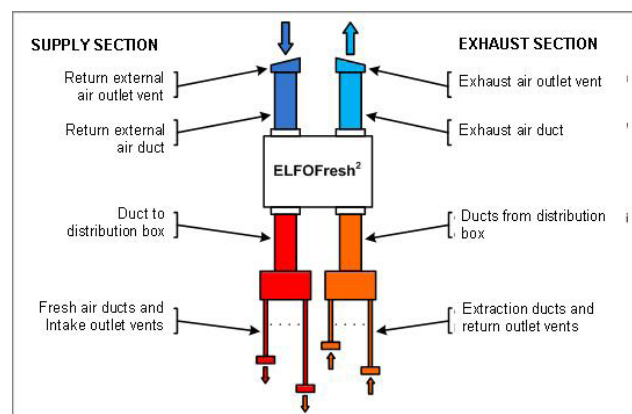 SUPPLY SECTION
EXHAUST SECTION
Return external
air outlet vent
Exhaust air outlet vent
Return external
air duct
Exhaust air duct
ELFOFresh²
Duct to
distribution box
Ducts from distribution
box
Fresh air ducts and
Intake outlet vents
Extraction ducts and
return outlet vents